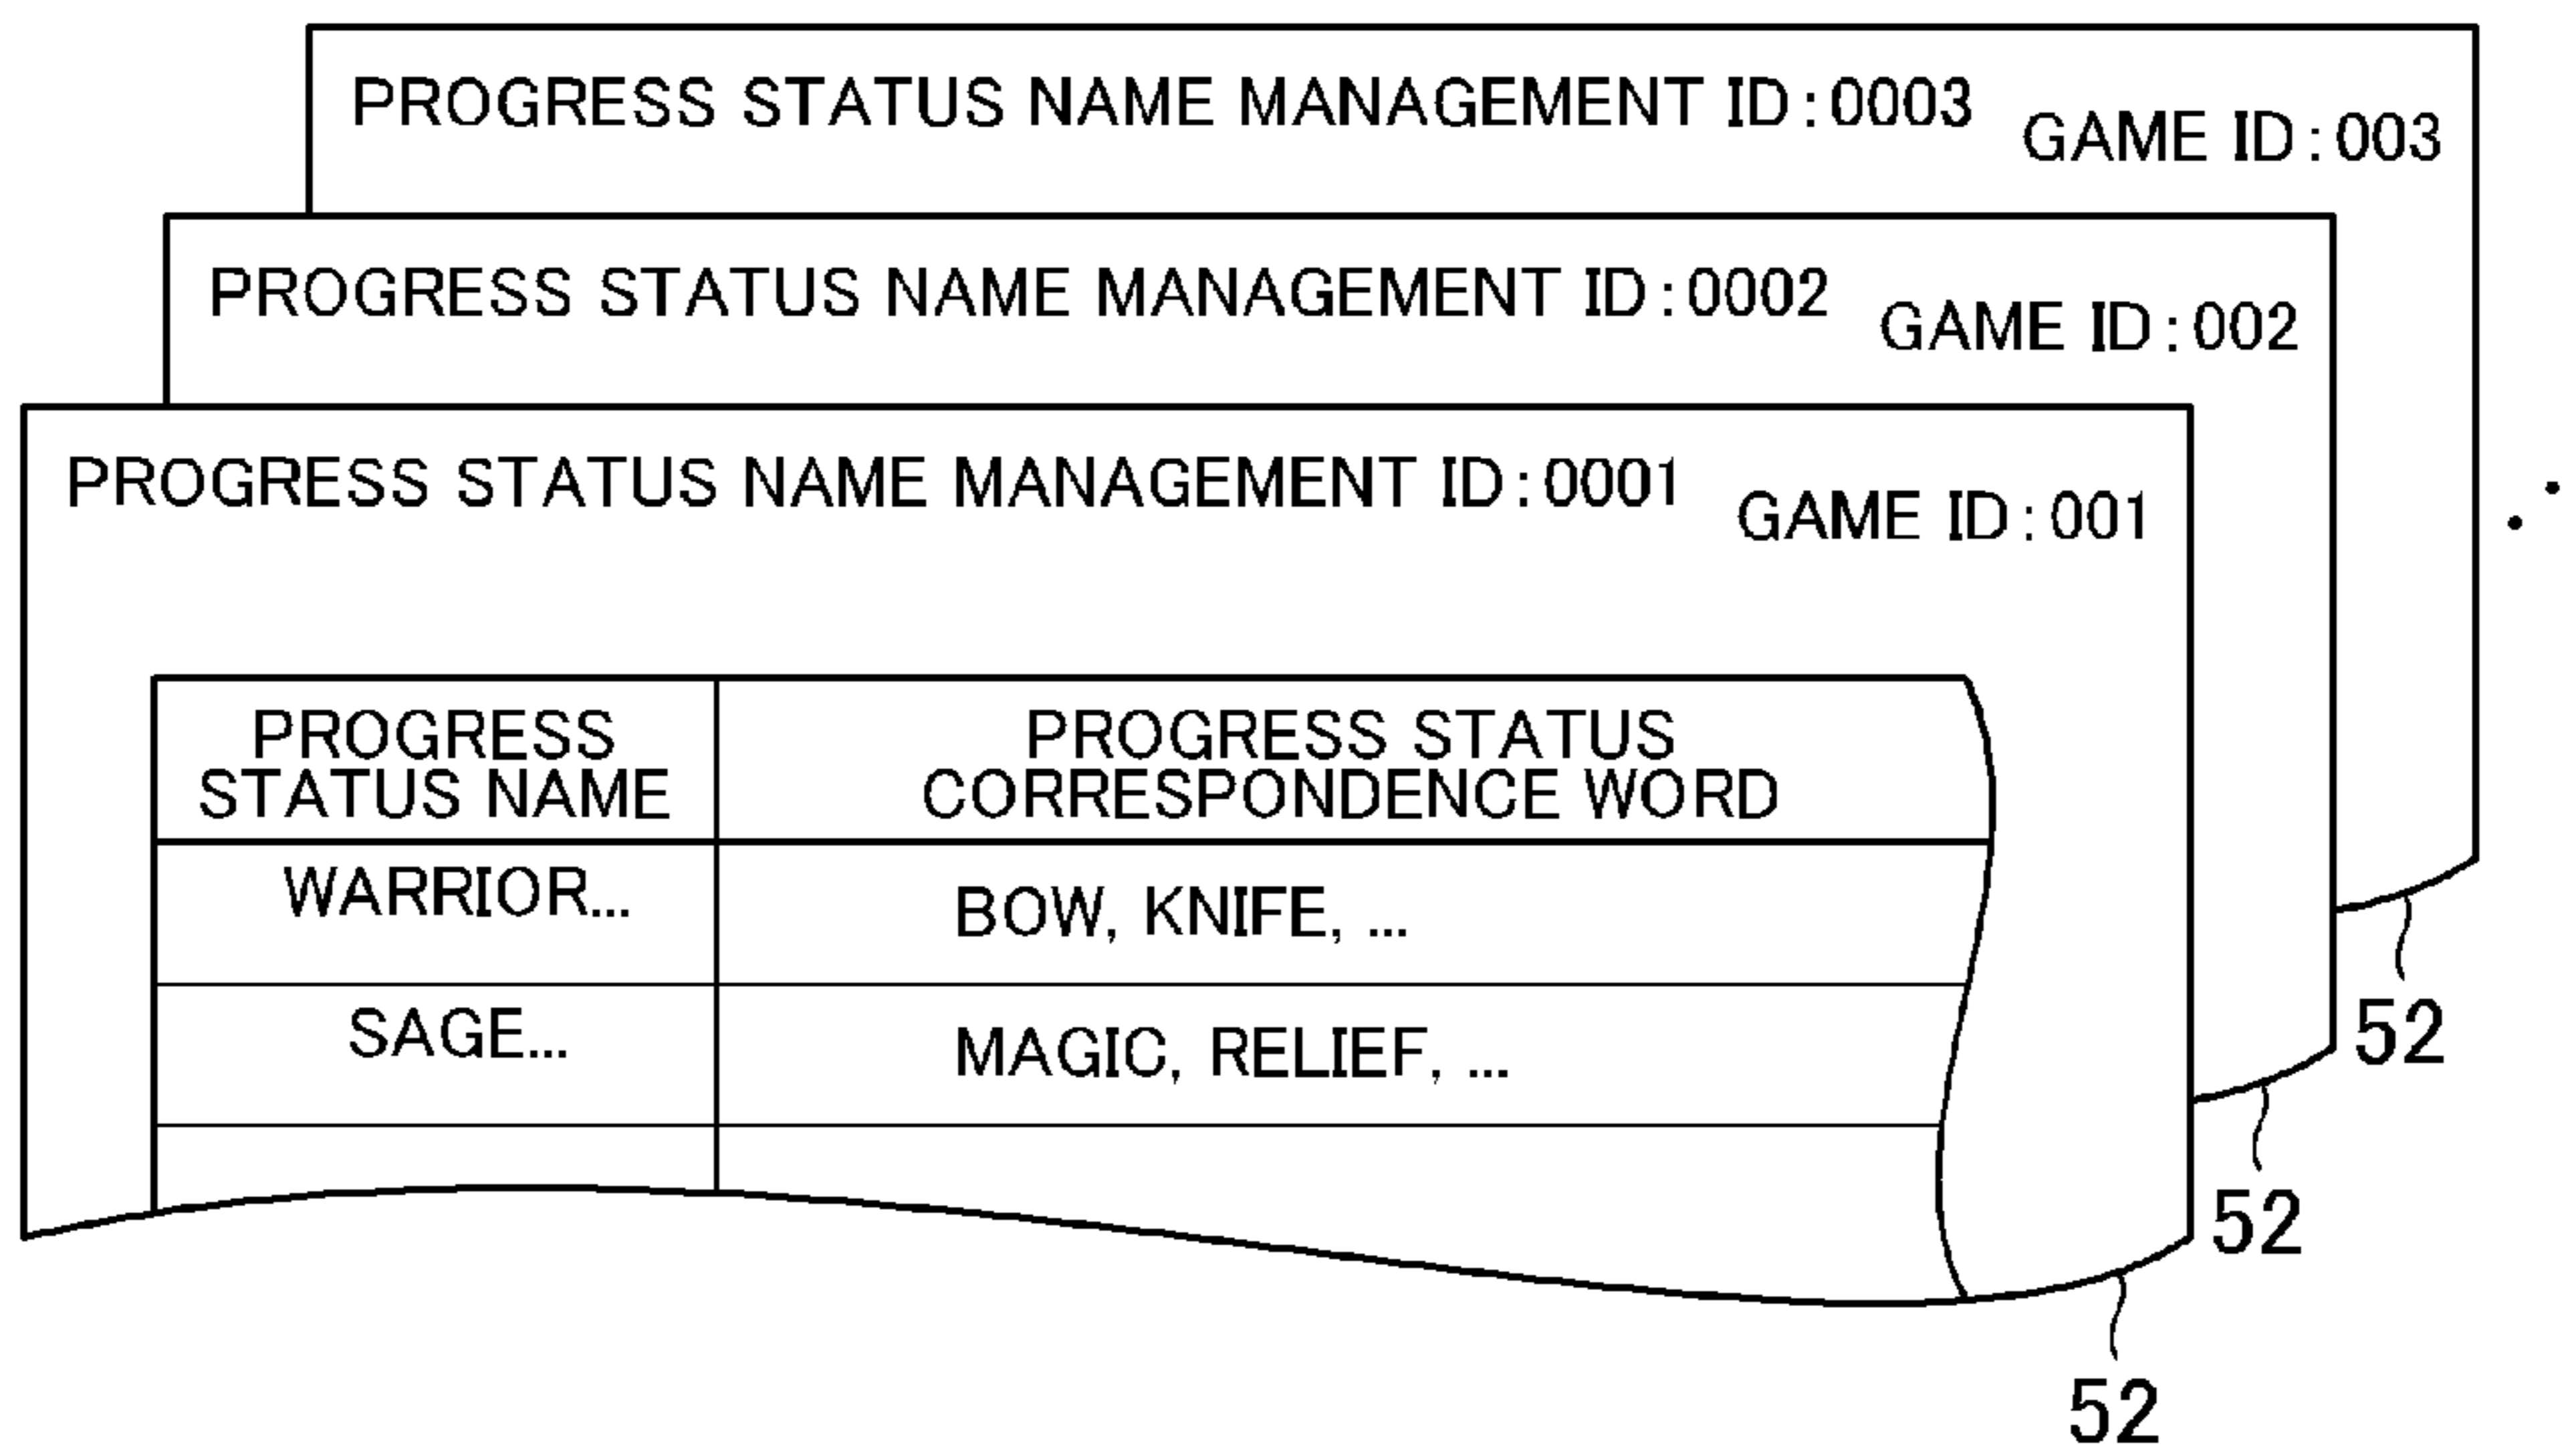 PROGRESS STATUS NAME MANAGEMENT ID:0003
GAME ID:003
PROGRESS STATUS NAME MANAGEMENT ID:0002
GAME ID:002
PROGRESS STATUS NAME MANAGEMENT ID:0001
GAME ID:001
PROGRESS
STATUS NAME
PROGRESS STATUS
CORRESPONDENCE WORD
WARRIOR...
BOW, KNIFE, ...
SAGE...
MAGIC, RELIEF, ...
52
52
52